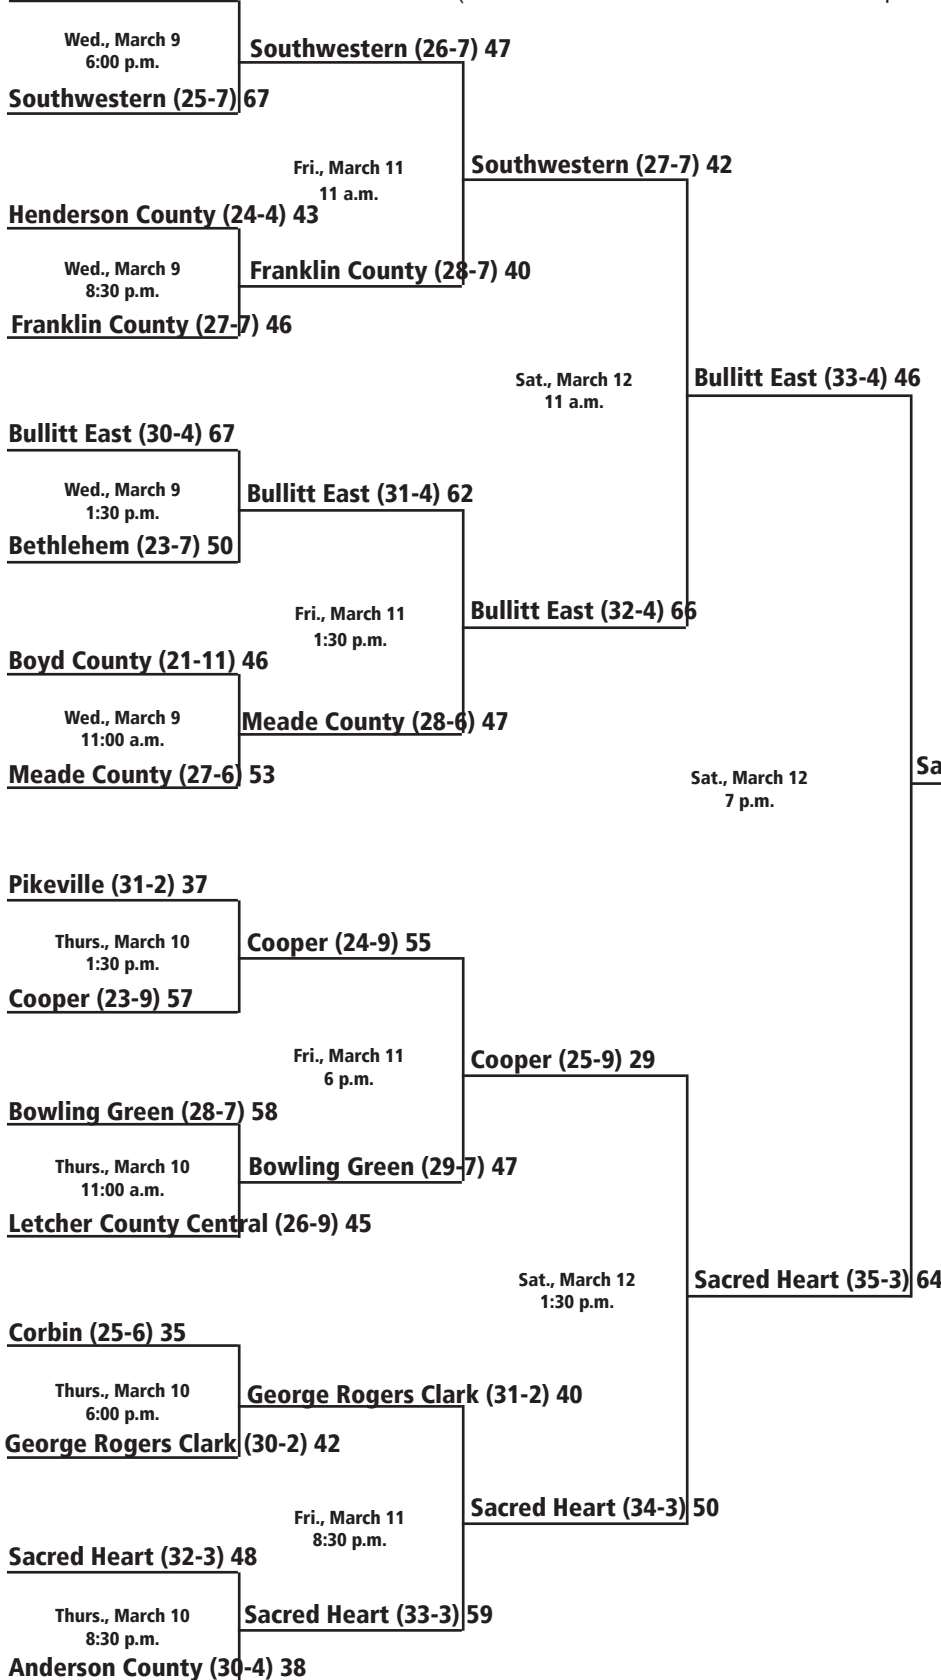 Wed., March 9
6:00 p.m.
Southwestern (26-7) 47
Southwestern (25-7) 67
Fri., March 11
11 a.m.
Southwestern (27-7) 42
Henderson County (24-4) 43
Wed., March 9
8:30 p.m.
Franklin County (28-7) 40
Franklin County (27-7) 46
Sat., March 12
11 a.m.
Bullitt East (33-4) 46
Bullitt East (30-4) 67
Wed., March 9
1:30 p.m.
Bullitt East (31-4) 62
Bethlehem (23-7) 50
Fri., March 11
1:30 p.m.
Bullitt East (32-4) 66
Boyd County (21-11) 46
Wed., March 9
11:00 a.m.
Meade County (28-6) 47
Meade County (27-6) 53
Sat., March 12
7 p.m.
Sa
Pikeville (31-2) 37
Thurs., March 10
1:30 p.m.
Cooper (24-9) 55
Cooper (23-9) 57
Fri., March 11
6 p.m.
Cooper (25-9) 29
Bowling Green (28-7) 58
Thurs., March 10
11:00 a.m.
Bowling Green (29-7) 47
Letcher County Central (26-9) 45
Sat., March 12
1:30 p.m.
Sacred Heart (35-3) 64
Corbin (25-6) 35
Thurs., March 10
6:00 p.m.
George Rogers Clark (31-2) 40
George Rogers Clark (30-2) 42
Fri., March 11
8:30 p.m.
Sacred Heart (34-3) 50
Sacred Heart (32-3) 48
Thurs., March 10
8:30 p.m.
Sacred Heart (33-3) 59
Anderson County (30-4) 38